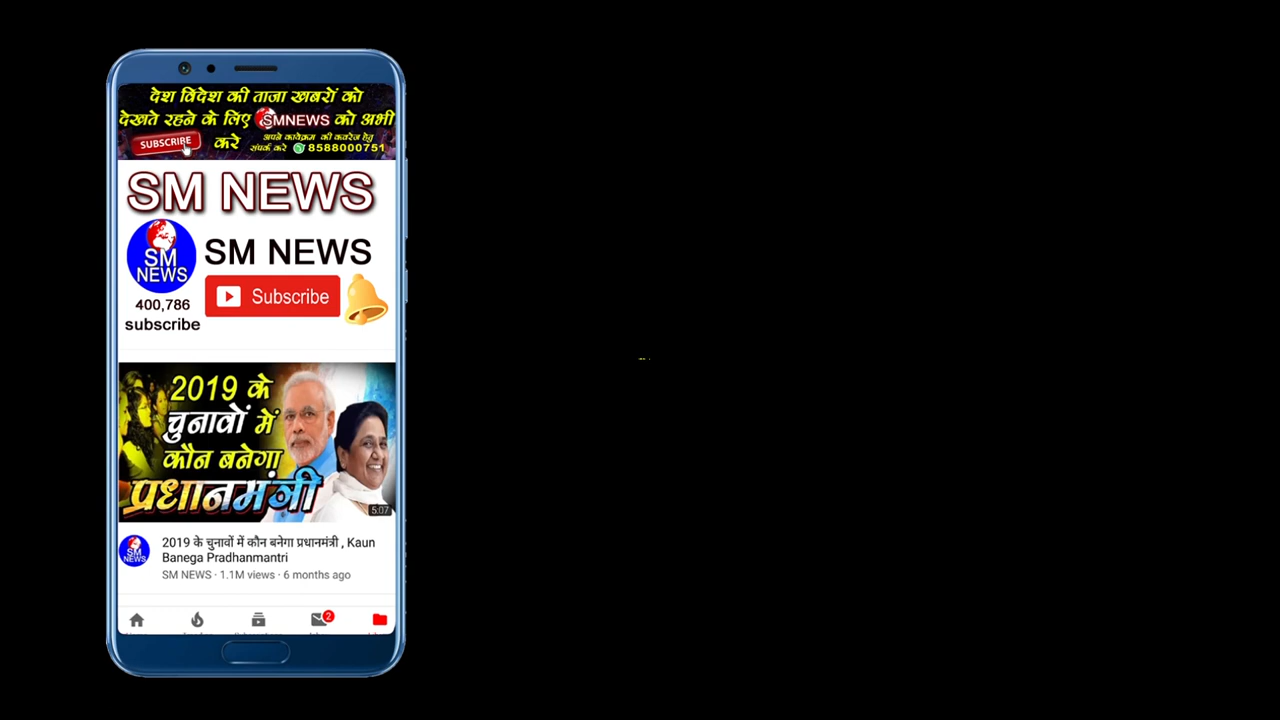 देश विदेश की ताजा खबरों को
देखते रहने के लिए SMNEWS को अभी
SUBSCRIBE करे
अपने कार्यक्रम की कवरेज हेतु
संपर्क करे 8588000751
SM NEWS
SM NEWS
SM NEWS
Subscribe
400,786
subscribe
2019 के
चुनावों में
कौन बनेगा
प्रधानमंत्री
5:07
SM NEWS
2019 के चुनावों में कौन बनेगा प्रधानमंत्री , Kaun
Banega Pradhanmantri
SM NEWS · 1.1M views · 6 months ago
2